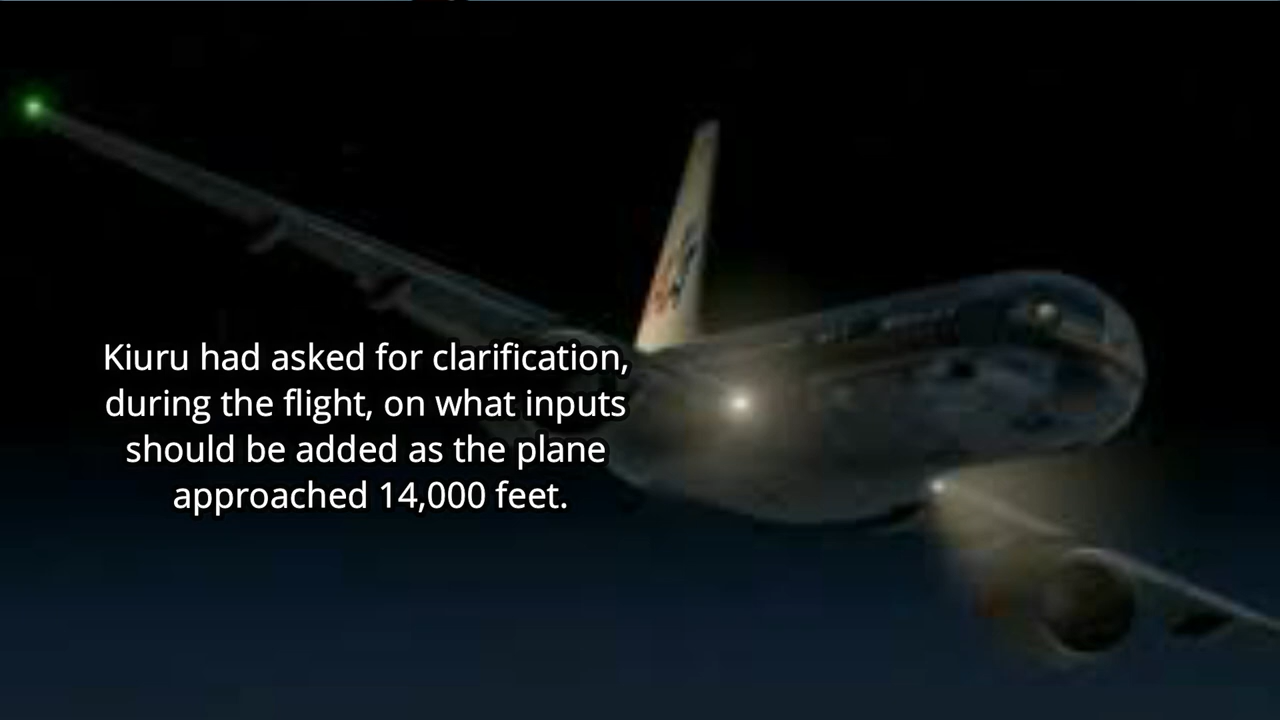 Kiuru had asked for clarification,
during the flight, on what inputs
should be added as the plane
approached 14,000 feet.